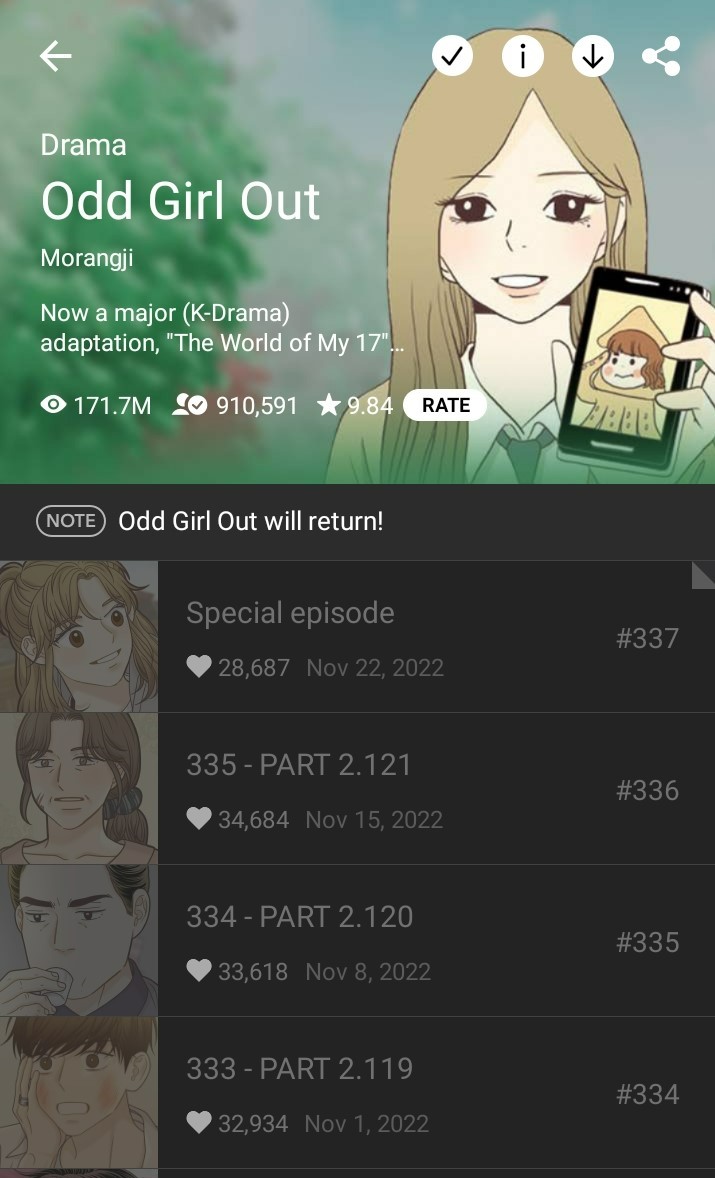 Drama
Odd Girl Out
Morangji
Now a major (K-Drama)
adaptation, "The World of My 17"...
171.7M 910,591 9.84 RATE
NOTE Odd Girl Out will return!
Special episode
28,687 Nov 22, 2022
#337
335 - PART 2.121
34,684 Nov 15, 2022
#336
334 - PART 2.120
33,618 Nov 8, 2022
#335
333 - PART 2.119
32,934 Nov 1, 2022
#334